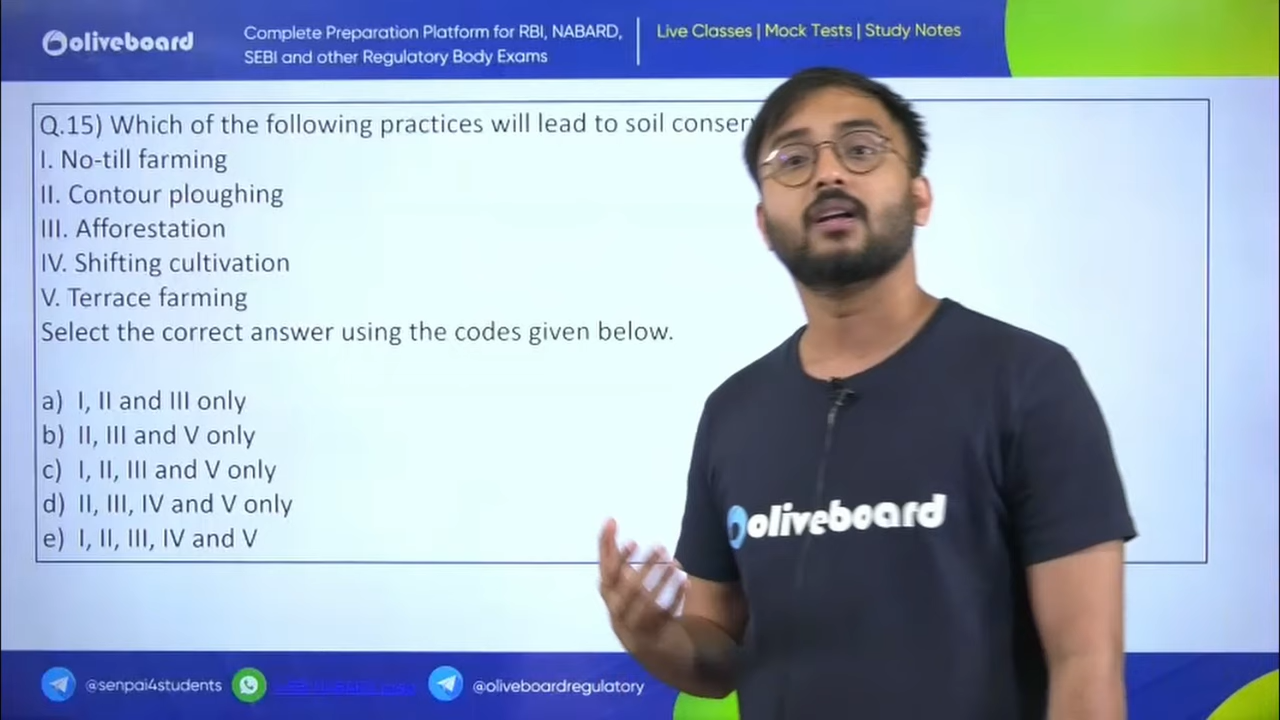 oliveboard
Complete Preparation Platform for RBI, NABARD,
SEBI and other Regulatory Body Exams
Live Classes | Mock Tests | Study Notes
Q.15) Which of the following practices will lead to soil
I. No-till farming
II. Contour ploughing
III. Afforestation
IV. Shifting cultivation
V. Terrace farming
Select the correct answer using the codes given below.
a) I, II and III only
b) II, III and V only
c) I, II, III and V only
d) II, III, IV and V only
e) I, II, III, IV and V
oliveboard
@senpai4students
@oliveboardregulatory